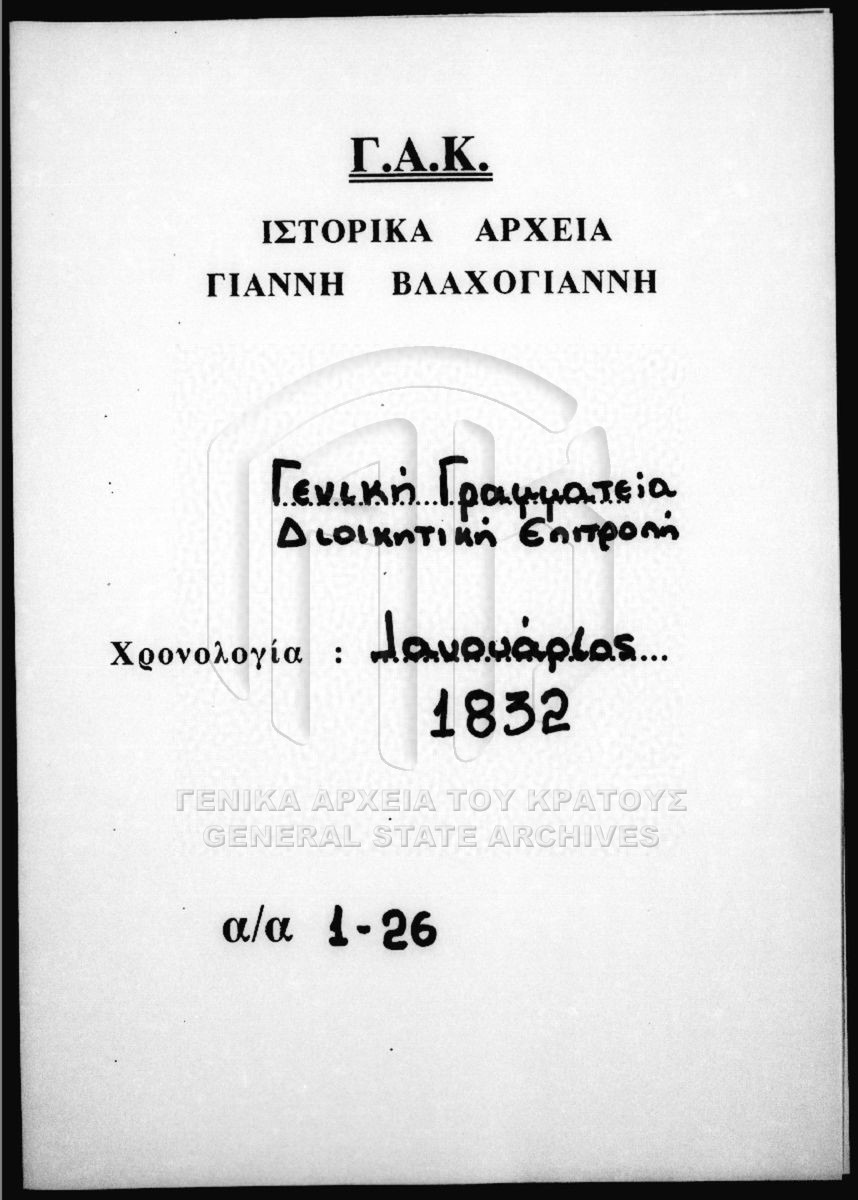 Γ.Α.Κ.
ΙΣΤΟΡΙΚΑ ΑΡΧΕΙΑ
ΓΙΑΝΝΗ ΒΛΑΧΟΓΙΑΝΝΗ
Γενική Γραμματεία
Διοικητική Επιτροπή
Χρονολογία : Ιανουάριος...
1832
ΓΕΝΙΚΑ ΑΡΧΕΙΑ ΤΟΥ ΚΡΑΤΟΥΣ
GENERAL STATE ARCHIVES
α/α 1-26